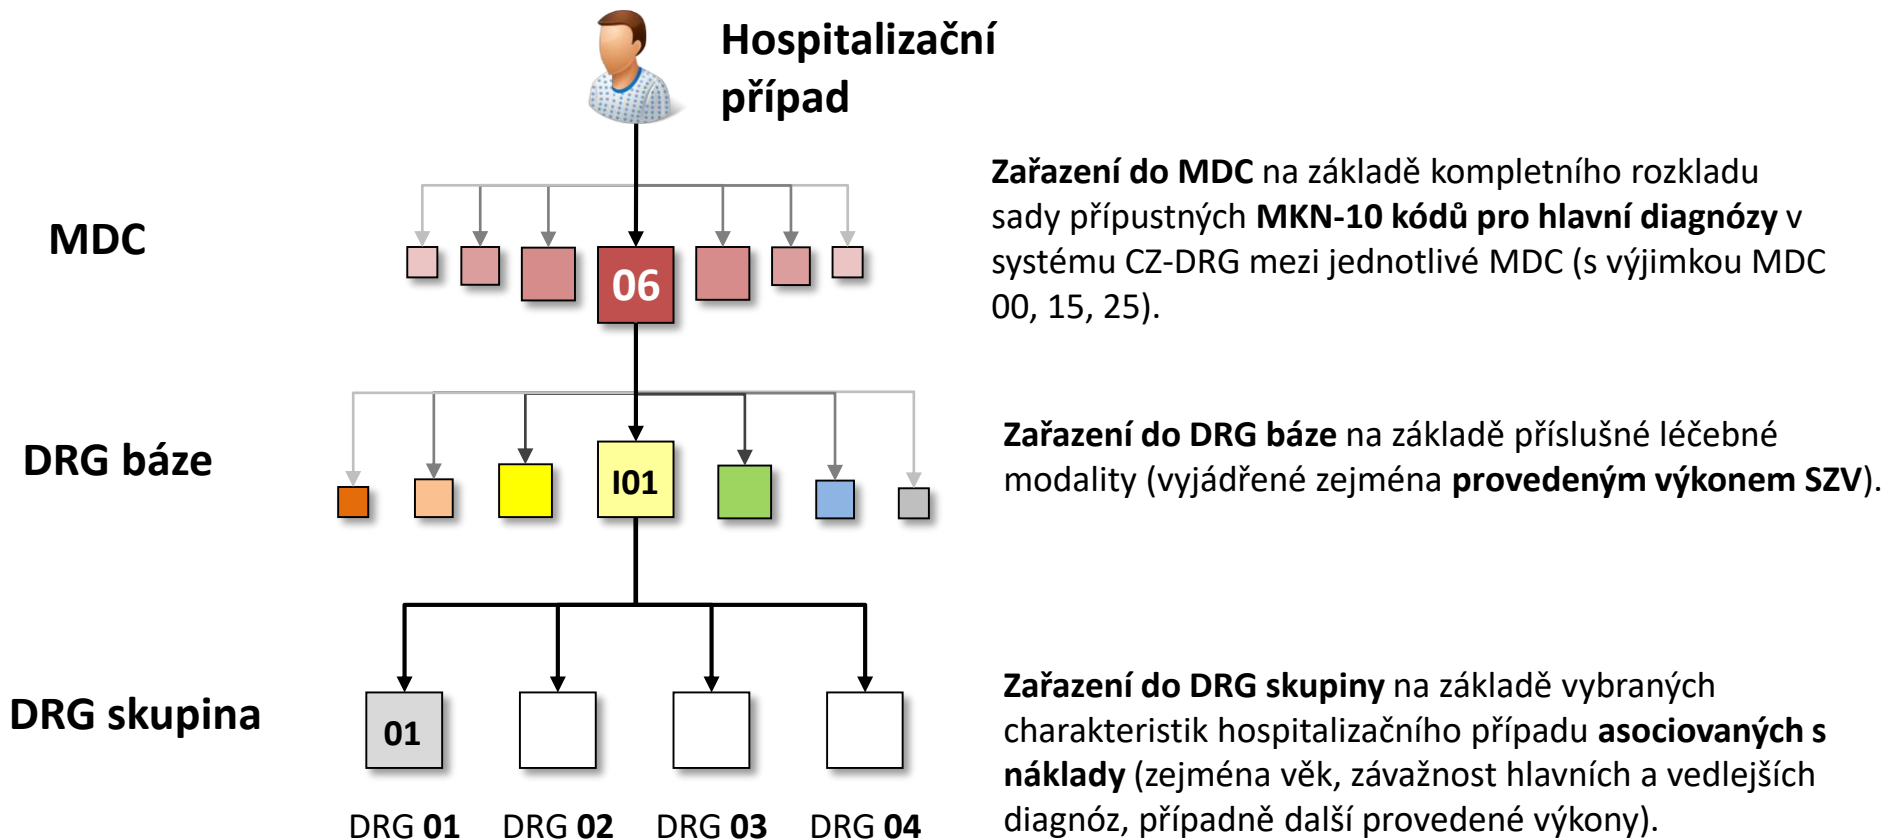 Hospitalizační
případ
MDC
06
Zařazení do MDC na základě kompletního rozkladu
sady přípustných MKN-10 kódů pro hlavní diagnózy v
systému CZ-DRG mezi jednotlivé MDC (s výjimkou MDC
00, 15, 25).
DRG báze
I01
Zařazení do DRG báze na základě příslušné léčebné
modality (vyjádřené zejména provedeným výkonem SZV).
DRG skupina
01
DRG 01 DRG 02 DRG 03 DRG 04
Zařazení do DRG skupiny na základě vybraných
charakteristik hospitalizačního případu asociovaných s
náklady (zejména věk, závažnost hlavních a vedlejších
diagnóz, případně další provedené výkony).